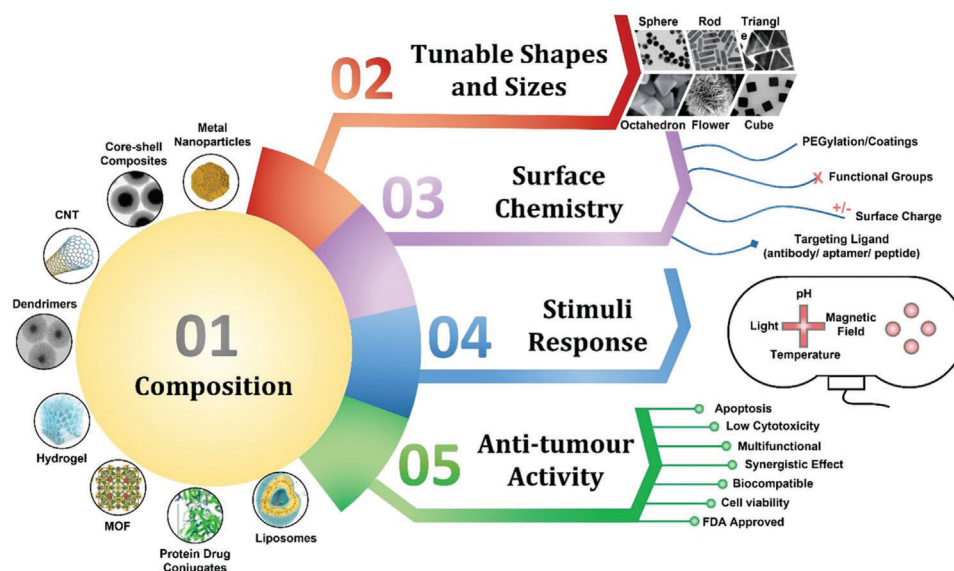 01
Composition
Metal
Nanoparticles
Core-shell
Composites
CNT
Dendrimers
Hydrogel
MOF
Protein Drug
Conjugates
Liposomes
02
Tunable Shapes
and Sizes
Sphere
Rod
Triangl
e
Octahedron
Flower
Cube
03
Surface
Chemistry
PEGylation/Coatings
X
Functional Groups
+/-
Surface Charge
Targeting Ligand
(antibody/ aptamer/ peptide)
04
Stimuli
Response
pH
Light
Magnetic
Field
Temperature
05
Anti-tumour
Activity
Apoptosis
Low Cytotoxicity
Multifunctional
Synergistic Effect
Biocompatible
Cell viability
FDA Approved